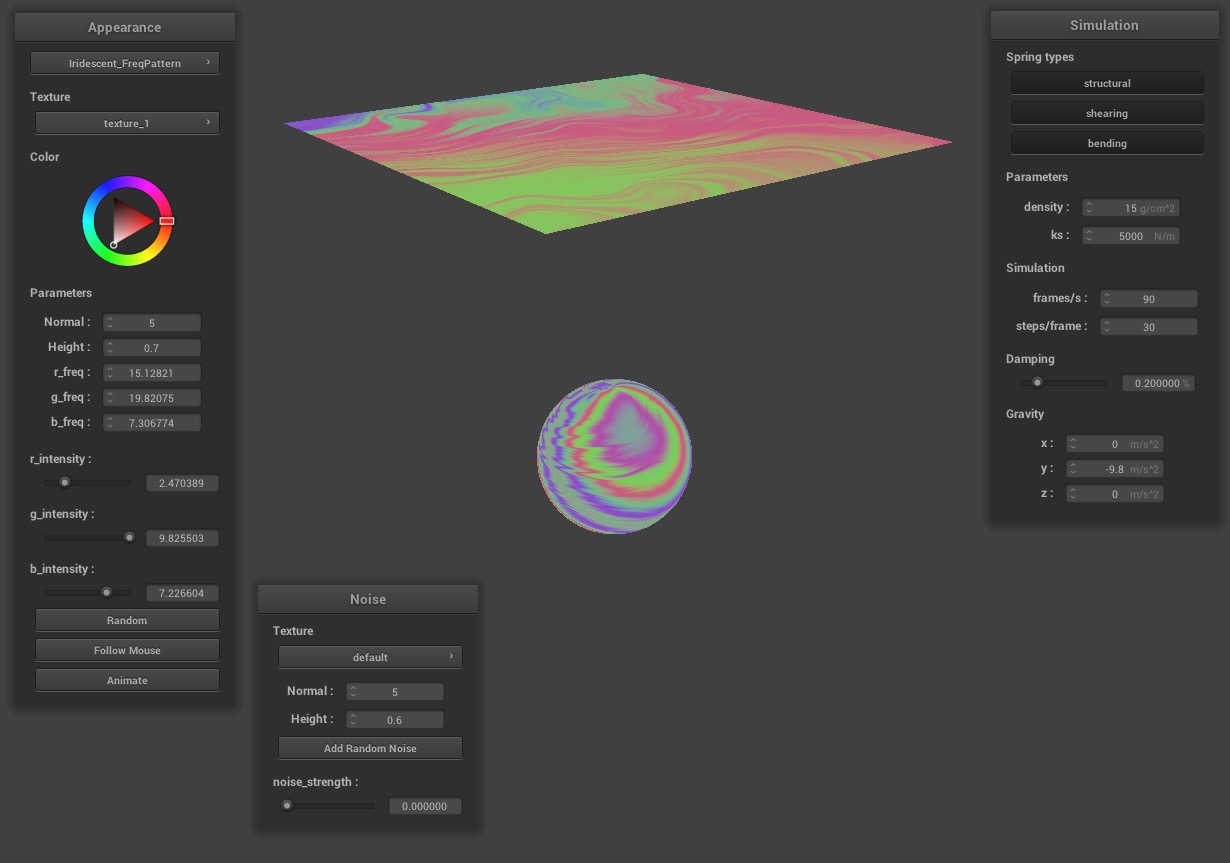 Appearance
Iridescent_FreqPattern
Texture
texture_1
Color
Parameters
Normal : 5
Height : 0.7
r_freq : 15.12821
g_freq : 19.82075
b_freq : 7.306774
r_intensity :
2.470389
g_intensity :
9.825503
b_intensity :
7.226604
Random
Follow Mouse
Animate
Noise
Texture
default
Normal : 5
Height : 0.6
Add Random Noise
noise_strength :
0.000000
Simulation
Spring types
structural
shearing
bending
Parameters
density : 15 g/cm^2
ks : 5000 N/m
Simulation
frames/s : 90
steps/frame : 30
Damping
0.200000 %
Gravity
x : 0 m/s^2
y : -9.8 m/s^2
z : 0 m/s^2